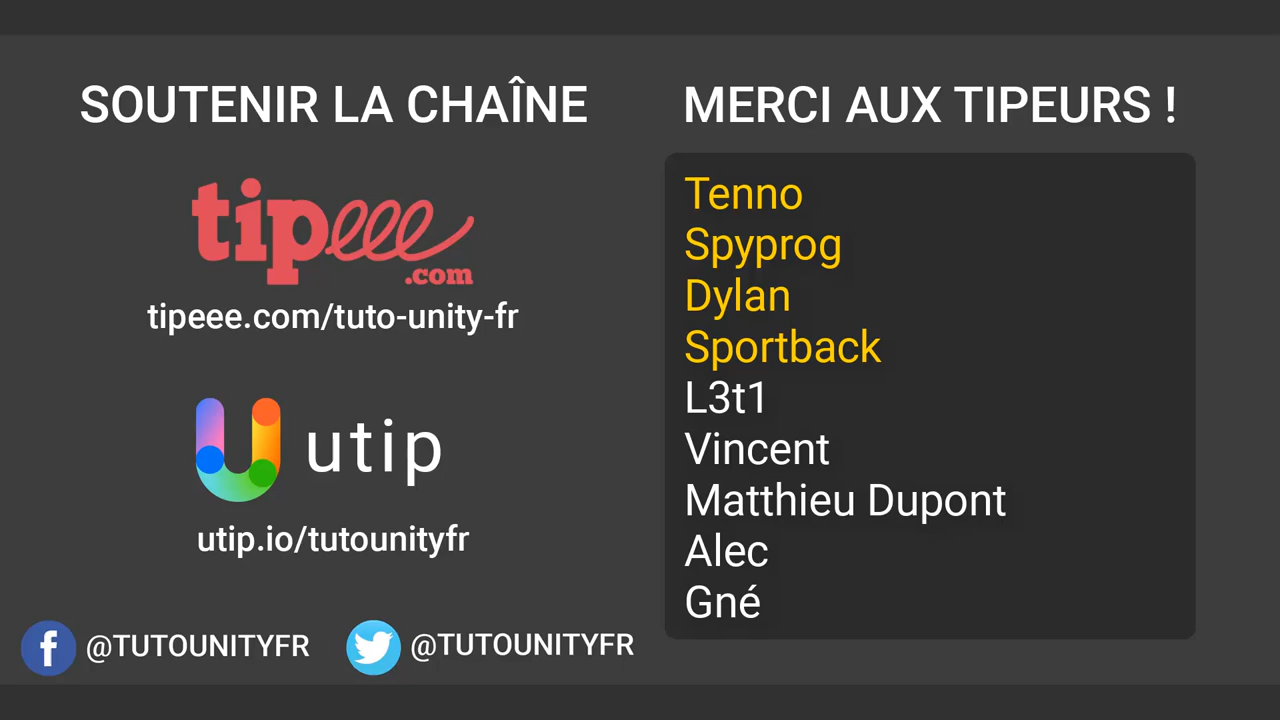 SOUTENIR LA CHAÎNE
tipeee
.com
tipeee.com/tuto-unity-fr
utip
utip.io/tutounityfr
@TUTOUNITYFR
@TUTOUNITYFR
MERCI AUX TIPEURS !
Tenno
Spyprog
Dylan
Sportback
L3t1
Vincent
Matthieu Dupont
Alec
Gné